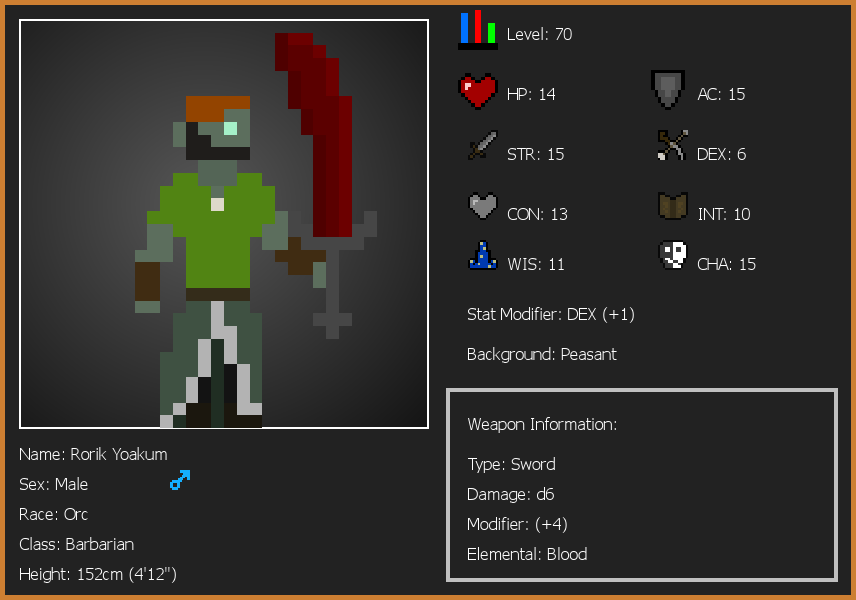 Level: 70
HP: 14
AC: 15
STR: 15
DEX: 6
CON: 13
INT: 10
WIS: 11
CHA: 15
Stat Modifier: DEX (+1)
Background: Peasant
Weapon Information:
Type: Sword
Damage: d6
Modifier: (+4)
Elemental: Blood
Name: Rorik Yoakum
Sex: Male
Race: Orc
Class: Barbarian
Height: 152cm (4'12")